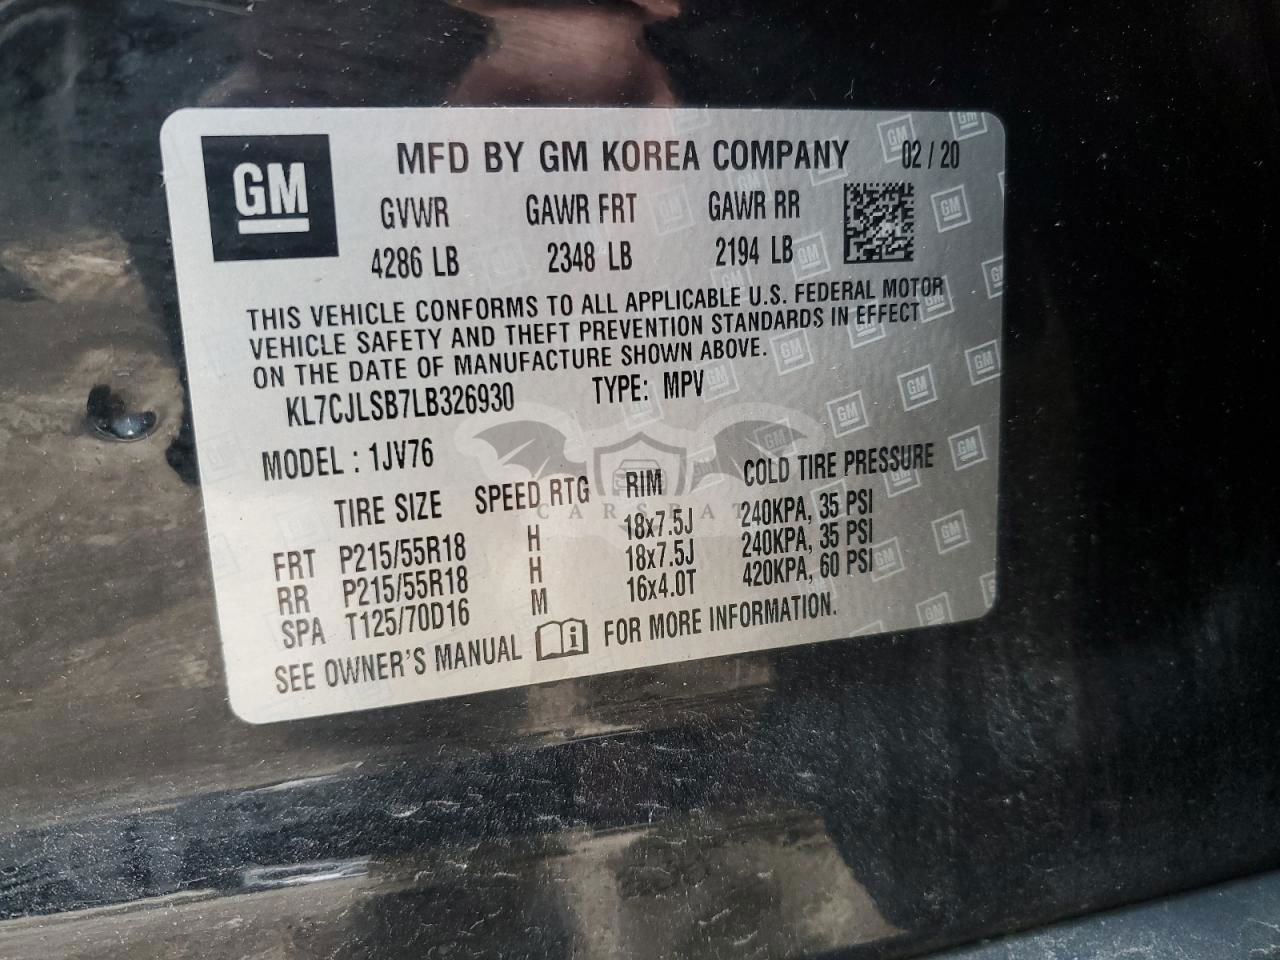 GM
MFD BY GM KOREA COMPANY 02 / 20
GVWR GAWR FRT GAWR RR
4286 LB 2348 LB 2194 LB
THIS VEHICLE CONFORMS TO ALL APPLICABLE U.S. FEDERAL MOTOR
VEHICLE SAFETY AND THEFT PREVENTION STANDARDS IN EFFECT
ON THE DATE OF MANUFACTURE SHOWN ABOVE.
KL7CJLSB7LB326930 TYPE: MPV
MODEL : 1JV76
TIRE SIZE SPEED RTG RIM COLD TIRE PRESSURE
FRT P215/55R18 H 18x7.5J 240KPA, 35 PSI
RR P215/55R18 H 18x7.5J 240KPA, 35 PSI
SPA T125/70D16 M 16x4.0T 420KPA, 60 PSI
SEE OWNER'S MANUAL FOR MORE INFORMATION.